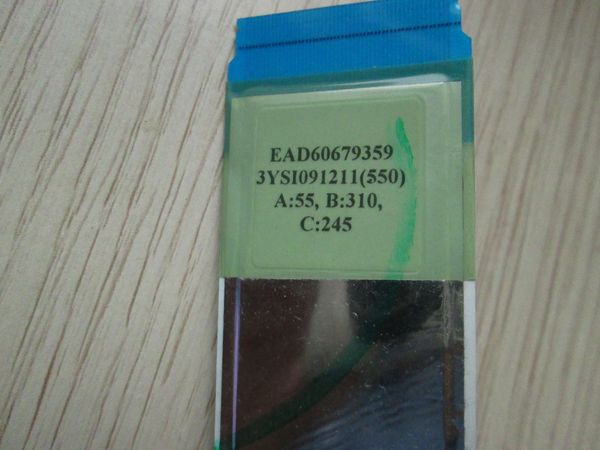 EAD60679359
3YSI091211(550)
A:55, B:310,
C:245